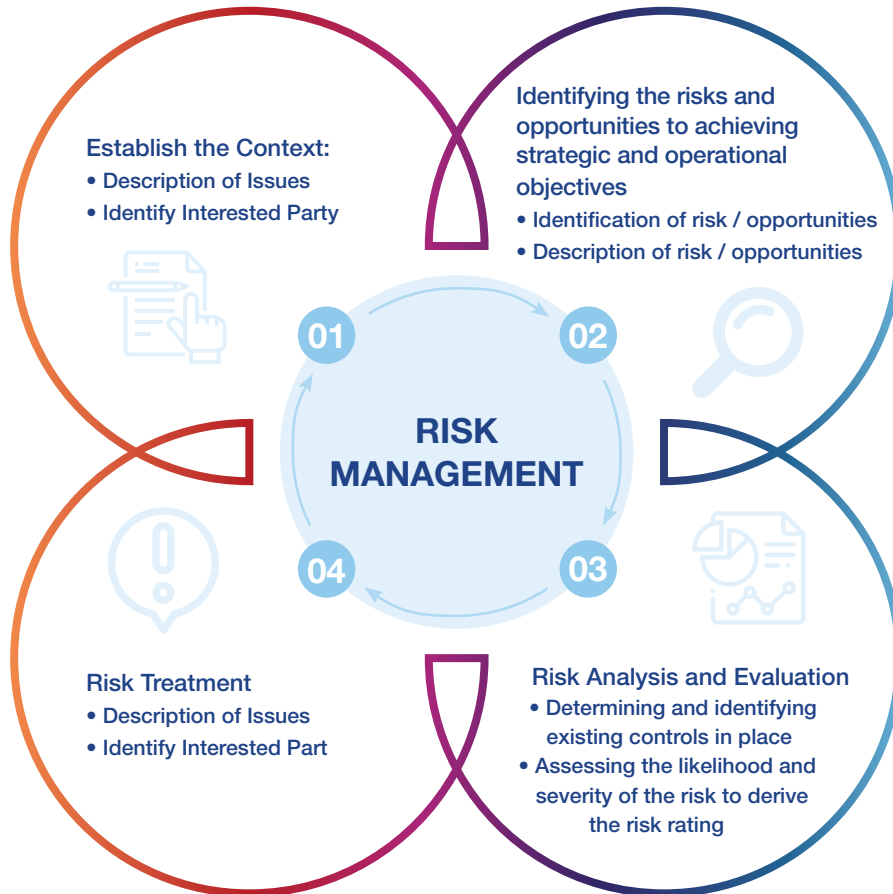 Establish the Context:
• Description of Issues
• Identify Interested Party
Identifying the risks and
opportunities to achieving
strategic and operational
objectives
• Identification of risk / opportunities
• Description of risk / opportunities
01
02
RISK
MANAGEMENT
04
03
Risk Treatment
• Description of Issues
• Identify Interested Part
Risk Analysis and Evaluation
• Determining and identifying
existing controls in place
• Assessing the likelihood and
severity of the risk to derive
the risk rating